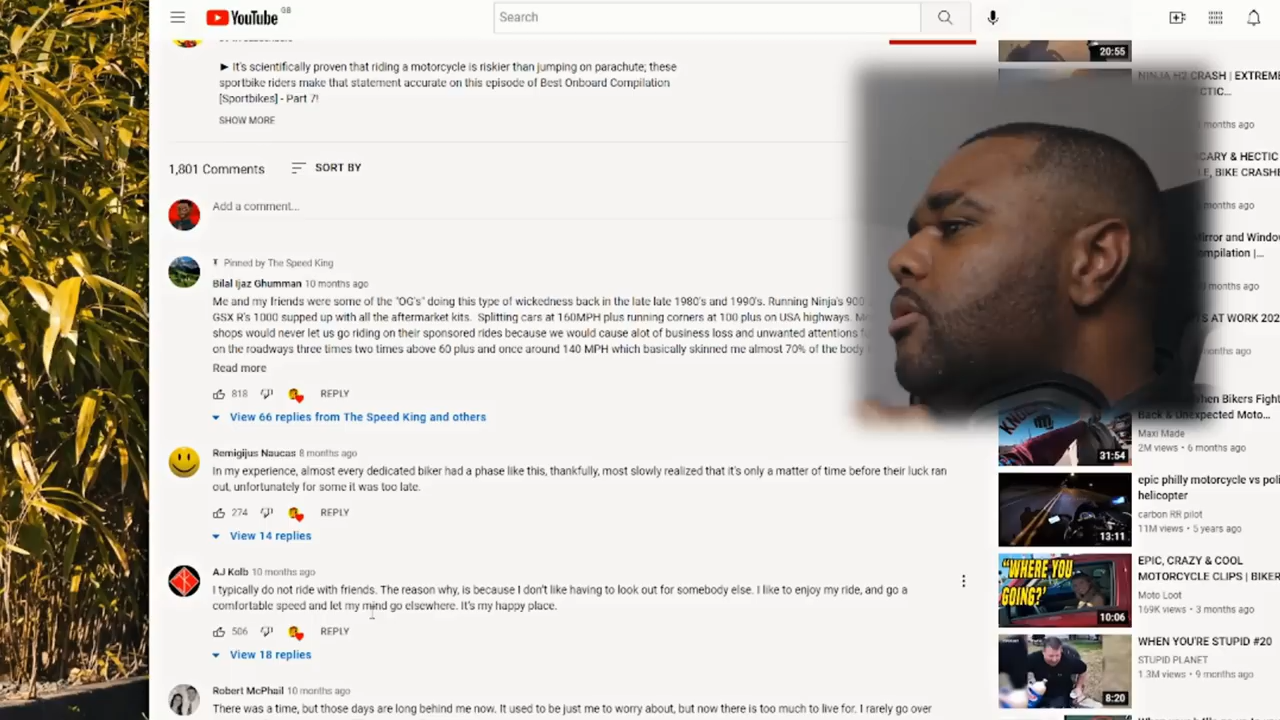 YouTube GB
Search
► It's scientifically proven that riding a motorcycle is riskier than jumping on parachute; these
sportbike riders make that statement accurate on this episode of Best Onboard Compilation
[Sportbikes] - Part 7!
SHOW MORE
1,801 Comments SORT BY
Add a comment...
Pinned by The Speed King
Bilal Ijaz Ghumman 10 months ago
Me and my friends were some of the "OG's" doing this type of wickedness back in the late late 1980's and 1990's. Running Ninja's 900
GSX R's 1000 supped up with all the aftermarket kits. Splitting cars at 160MPH plus running corners at 100 plus on USA highways.
shops would never let us go riding on their sponsored rides because we would cause alot of business loss and unwanted attentions
on the roadways three times two times above 60 plus and once around 140 MPH which basically skinned me almost 70% of the body
Read more
818 REPLY
View 66 replies from The Speed King and others
Remigijus Naucas 8 months ago
In my experience, almost every dedicated biker had a phase like this, thankfully, most slowly realized that it's only a matter of time before their luck ran
out, unfortunately for some it was too late.
274 REPLY
View 14 replies
AJ Kolb 10 months ago
I typically do not ride with friends. The reason why, is because I don't like having to look out for somebody else. I like to enjoy my ride, and go a
comfortable speed and let my mind go elsewhere. It's my happy place.
506 REPLY
View 18 replies
Robert McPhail 10 months ago
There was a time, but those days are long behind me now. It used to be just me to worry about, but now there is too much to live for. I rarely go over
20:55
NINJA H2 CRASH | EXTREME
CTIC...
months ago
SCARY & HECTIC
BIKE CRASHE
months ago
Mirror and Window
mpilation |...
months ago
AT WORK 202
months ago
When Bikers Fight
Back & Unexpected Moto...
Maxi Made
2M views • 6 months ago
31:54
epic philly motorcycle vs poli
helicopter
carbon RR pilot
11M views • 5 years ago
13:11
"WHERE YOU
GOING?'
EPIC, CRAZY & COOL
MOTORCYCLE CLIPS | BIKER
Moto Loot
169K views • 3 months ago
10:06
WHEN YOU'RE STUPID #20
STUPID PLANET
1.3M views • 9 months ago
8:20